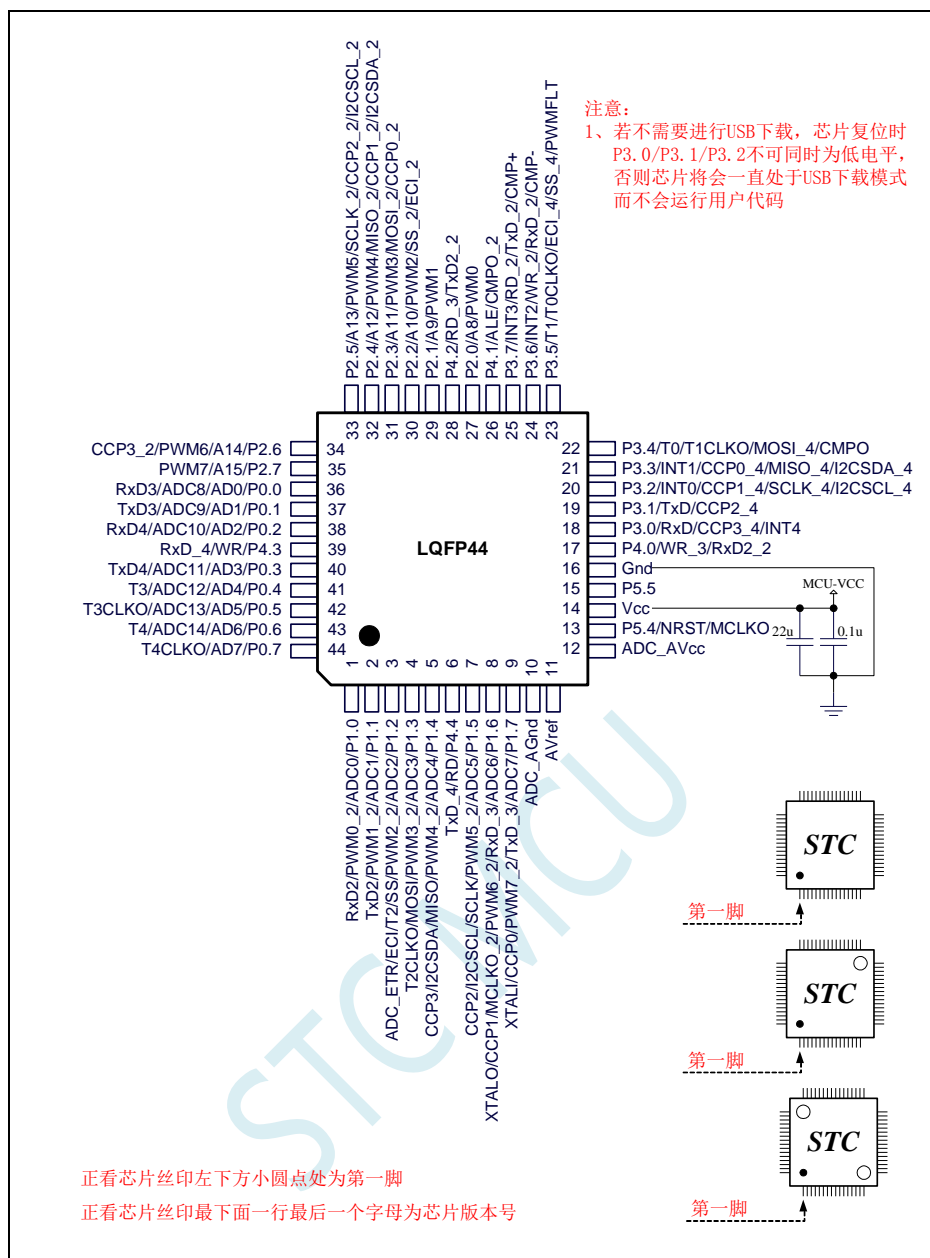 P2.5/A13/PWM5/SCLK_2/CCP2_2/I2CSCL_2
P2.4/A12/PWM4/MISO_2/CCP1_2/I2CSDA_2
P2.3/A11/PWM3/MOSI_2/CCP0_2
P2.2/A10/PWM2/SS_2/ECI_2
P2.1/A9/PWM1
P4.2/RD_3/TxD2_2
P2.0/A8/PWM0
P4.1/ALE/CMPO_2
P3.7/INT3/RD_2/TxD_2/CMP+
P3.6/INT2/WR_2/RxD_2/CMP-
P3.5/T1/T0CLKO/ECI_4/SS_4/PWMFLT
注意:
1、若不需要进行USB下载，芯片复位时
P3.0/P3.1/P3.2不可同时为低电平，
否则芯片将会一直处于USB下载模式
而不会运行用户代码
33 32 31 30 29 28 27 26 25 24 23
CCP3_2/PWM6/A14/P2.6 34
PWM7/A15/P2.7 35
RxD3/ADC8/AD0/P0.0 36
TxD3/ADC9/AD1/P0.1 37
RxD4/ADC10/AD2/P0.2 38
RxD_4/WR/P4.3 39
TxD4/ADC11/AD3/P0.3 40
T3/ADC12/AD4/P0.4 41
T3CLKO/ADC13/AD5/P0.5 42
T4/ADC14/AD6/P0.6 43
T4CLKO/AD7/P0.7 44
LQFP44
22 P3.4/T0/T1CLKO/MOSI_4/CMPO
21 P3.3/INT1/CCP0_4/MISO_4/I2CSDA_4
20 P3.2/INT0/CCP1_4/SCLK_4/I2CSCL_4
19 P3.1/TxD/CCP2_4
18 P3.0/RxD/CCP3_4/INT4
17 P4.0/WR_3/RxD2_2
16 Gnd
15 P5.5
14 Vcc
13 P5.4/NRST/MCLKO
12 ADC_AVcc
MCU-VCC
22u 0.1u
1 2 3 4 5 6 7 8 9 10 11
RxD2/PWM0_2/ADC0/P1.0
TxD2/PWM1_2/ADC1/P1.1
ADC_ETR/ECI/T2/SS/PWM2_2/ADC2/P1.2
T2CLKO/MOSI/PWM3_2/ADC3/P1.3
CCP3/I2CSDA/MISO/PWM4_2/ADC4/P1.4
TxD_4/RD/P4.4
CCP2/I2CSCL/SCLK/PWM5_2/ADC5/P1.5
XTALO/CCP1/MCLKO_2/PWM6_2/RxD_3/ADC6/P1.6
XTALI/CCP0/PWM7_2/TxD_3/ADC7/P1.7
ADC_AGnd
AVref
STC
第一脚
STC
第一脚
STC
第一脚
STC MCU
正看芯片丝印左下方小圆点处为第一脚
正看芯片丝印最下面一行最后一个字母为芯片版本号